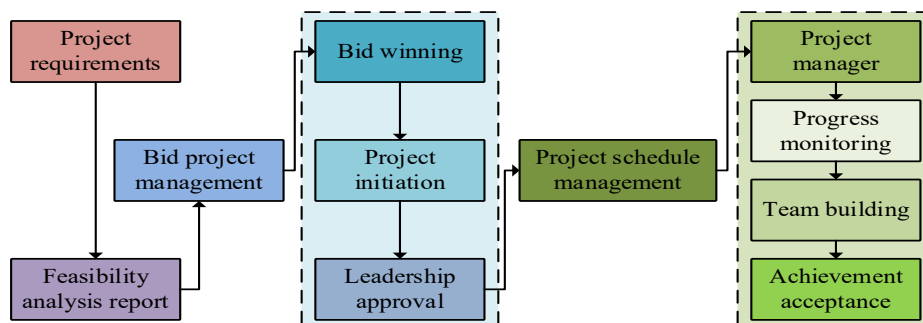 Project
requirements
Feasibility
analysis report
Bid project
management
Bid winning
Project
initiation
Leadership
approval
Project schedule
management
Project
manager
Progress
monitoring
Team building
Achievement
acceptance